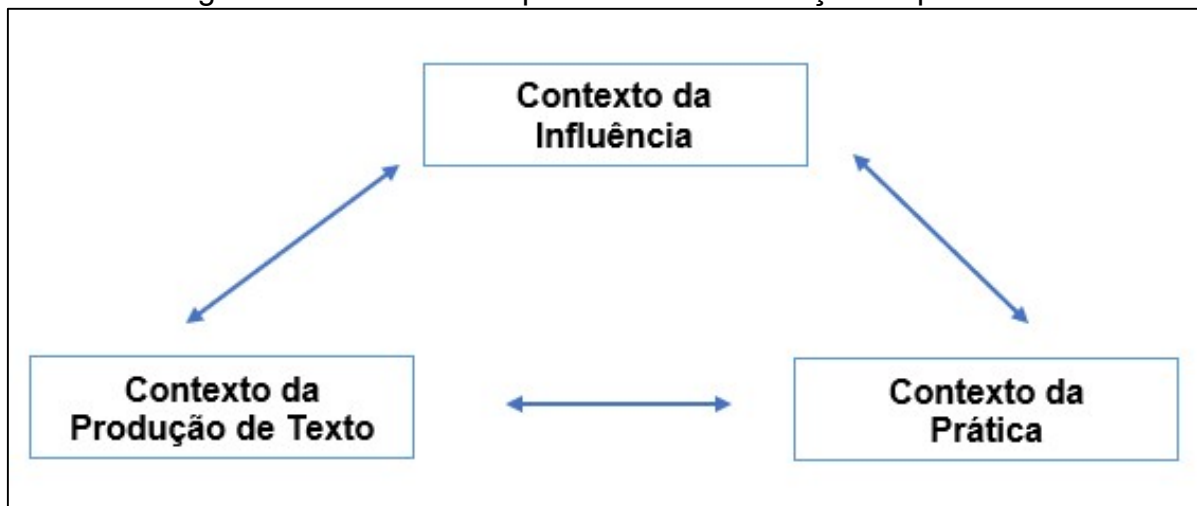 Contexto da
Influência
Contexto da
Produção de Texto
Contexto da
Prática